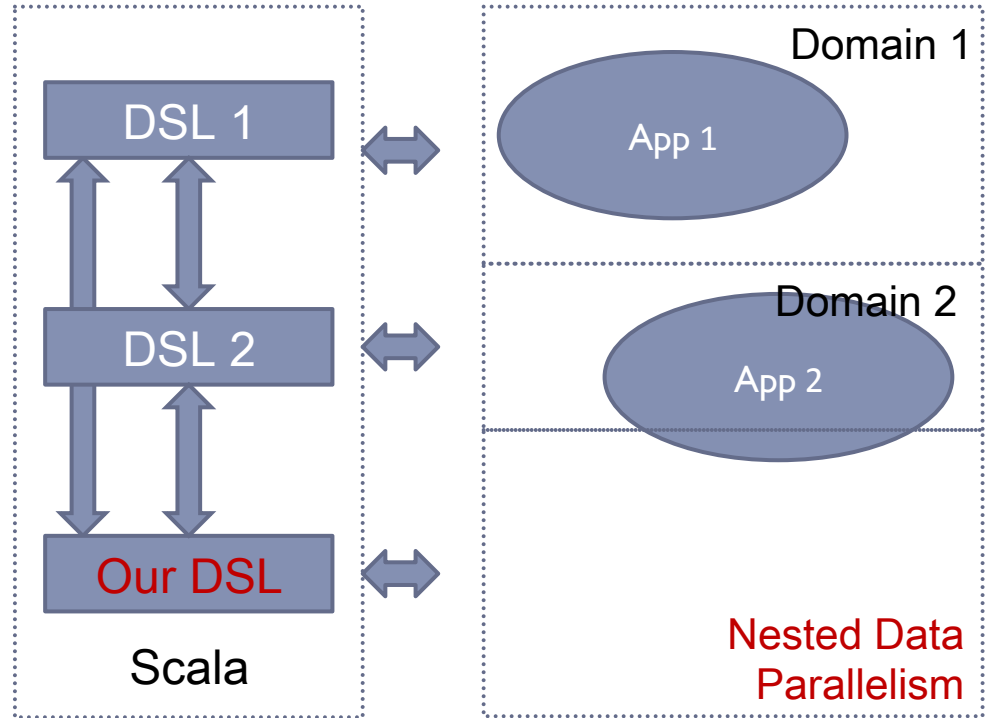 Domain 1
DSL 1
App 1
Domain 2
DSL 2
App 2
Our DSL
Nested Data
Parallelism
Scala